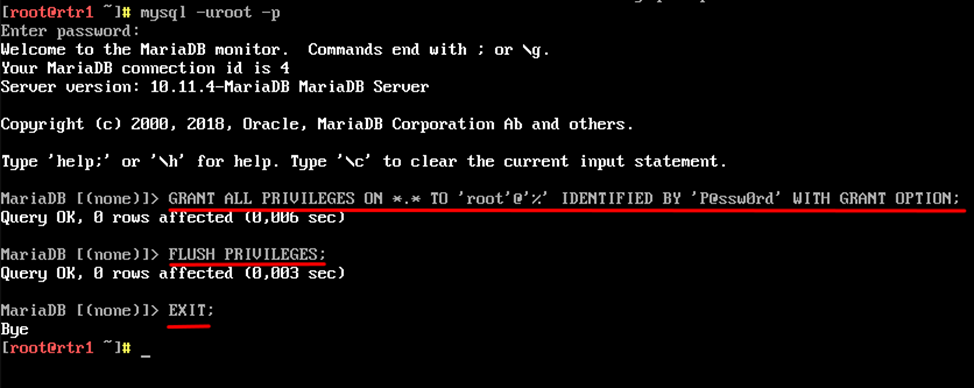 [root@rtr1 ~]# mysql -uroot -p
Enter password:
Welcome to the MariaDB monitor.  Commands end with ; or \g.
Your MariaDB connection id is 4
Server version: 10.11.4-MariaDB MariaDB Server
Copyright (c) 2000, 2018, Oracle, MariaDB Corporation Ab and others.
Type 'help;' or '\h' for help. Type '\c' to clear the current input statement.
MariaDB [(none)]> GRANT ALL PRIVILEGES ON *.* TO 'root'@'%' IDENTIFIED BY 'P@ssw0rd' WITH GRANT OPTION;
Query OK, 0 rows affected (0,006 sec)
MariaDB [(none)]> FLUSH PRIVILEGES;
Query OK, 0 rows affected (0,003 sec)
MariaDB [(none)]> EXIT;
Bye
[root@rtr1 ~]# _